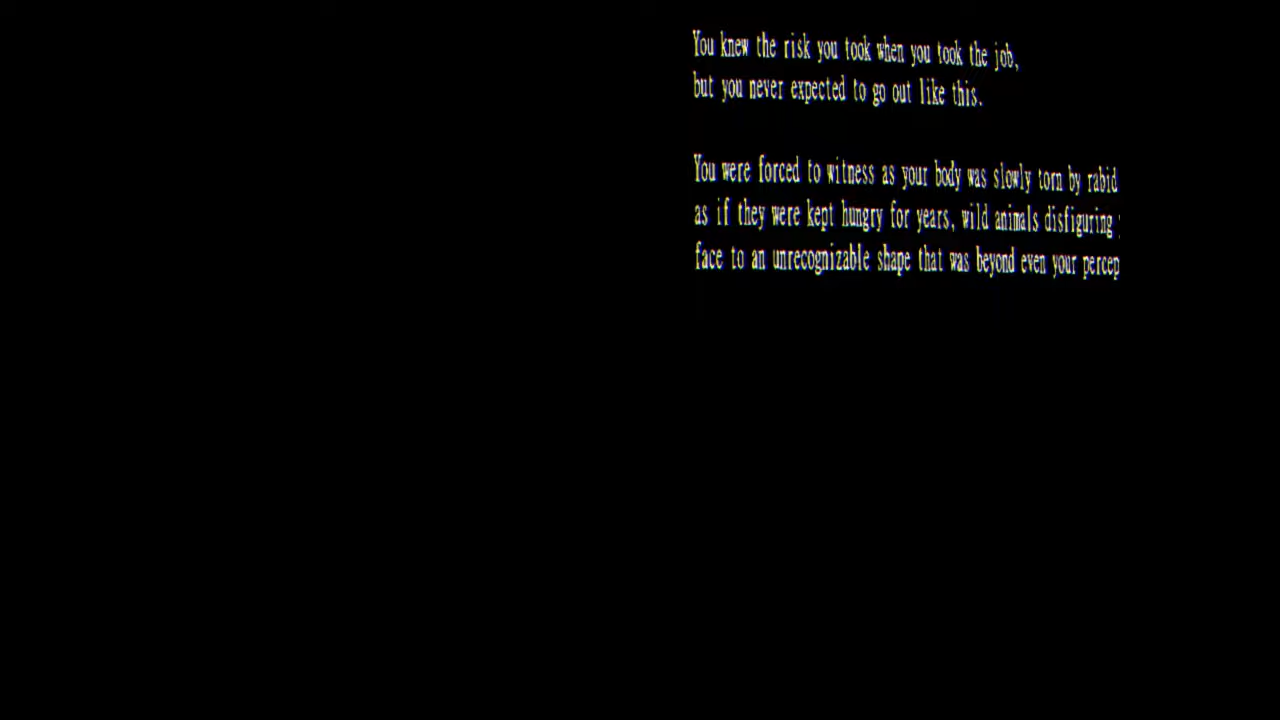 You knew the risk you took when you took the job,
but you never expected to go out like this.
You were forced to witness as your body was slowly torn by rabid
as if they were kept hungry for years, wild animals disfiguring
face to an unrecognizable shape that was beyond even your percep